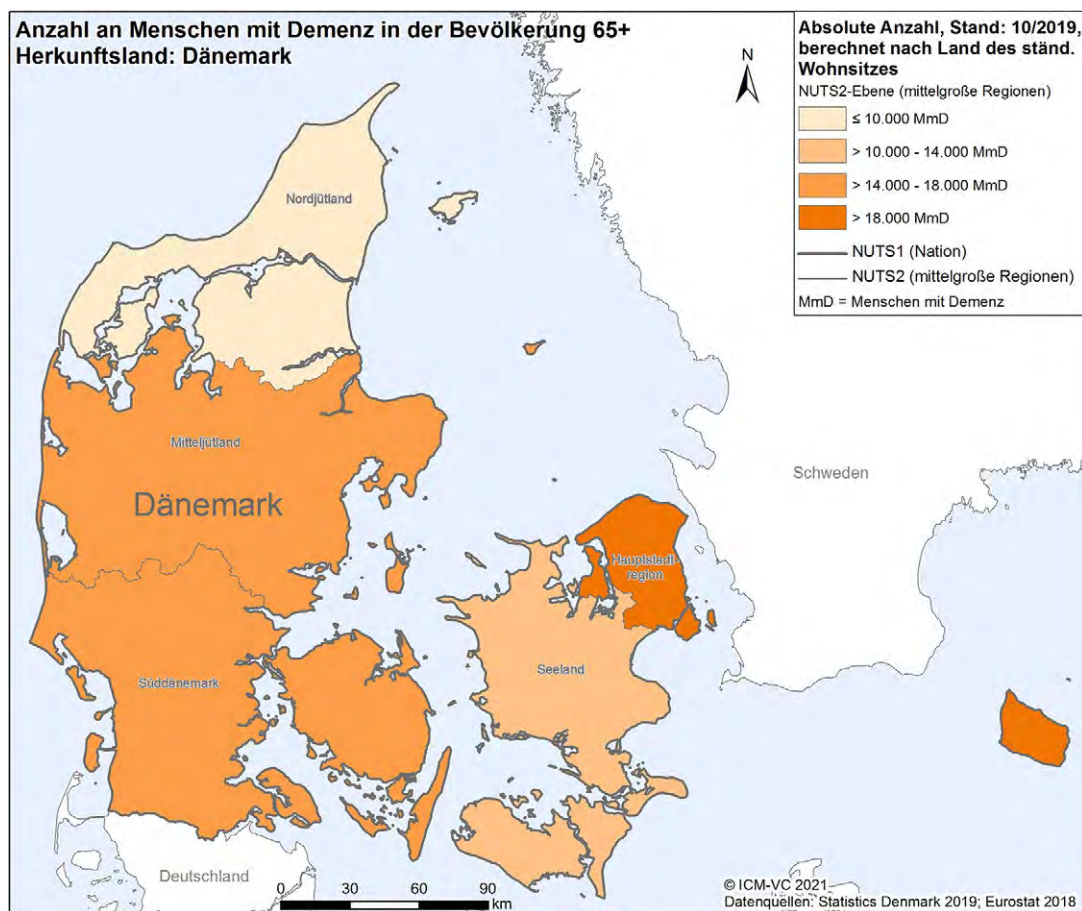 Anzahl an Menschen mit Demenz in der Bevölkerung 65+
Herkunftsland: Dänemark
Absolute Anzahl, Stand: 10/2019,
berechnet nach Land des ständ.
Wohnsitzes
NUTS2-Ebene (mittelgroße Regionen)
≤ 10.000 MmD
> 10.000 - 14.000 MmD
> 14.000 - 18.000 MmD
> 18.000 MmD
NUTS1 (Nation)
NUTS2 (mittelgroße Regionen)
MmD = Menschen mit Demenz
N
Nordjütland
Mitteljütland
Dänemark
Schweden
Hauptstadt-
region
Seeland
Süddänemark
Deutschland
0 30 60 90
km
© ICM-VC 2021
Datenquellen: Statistics Denmark 2019; Eurostat 2018